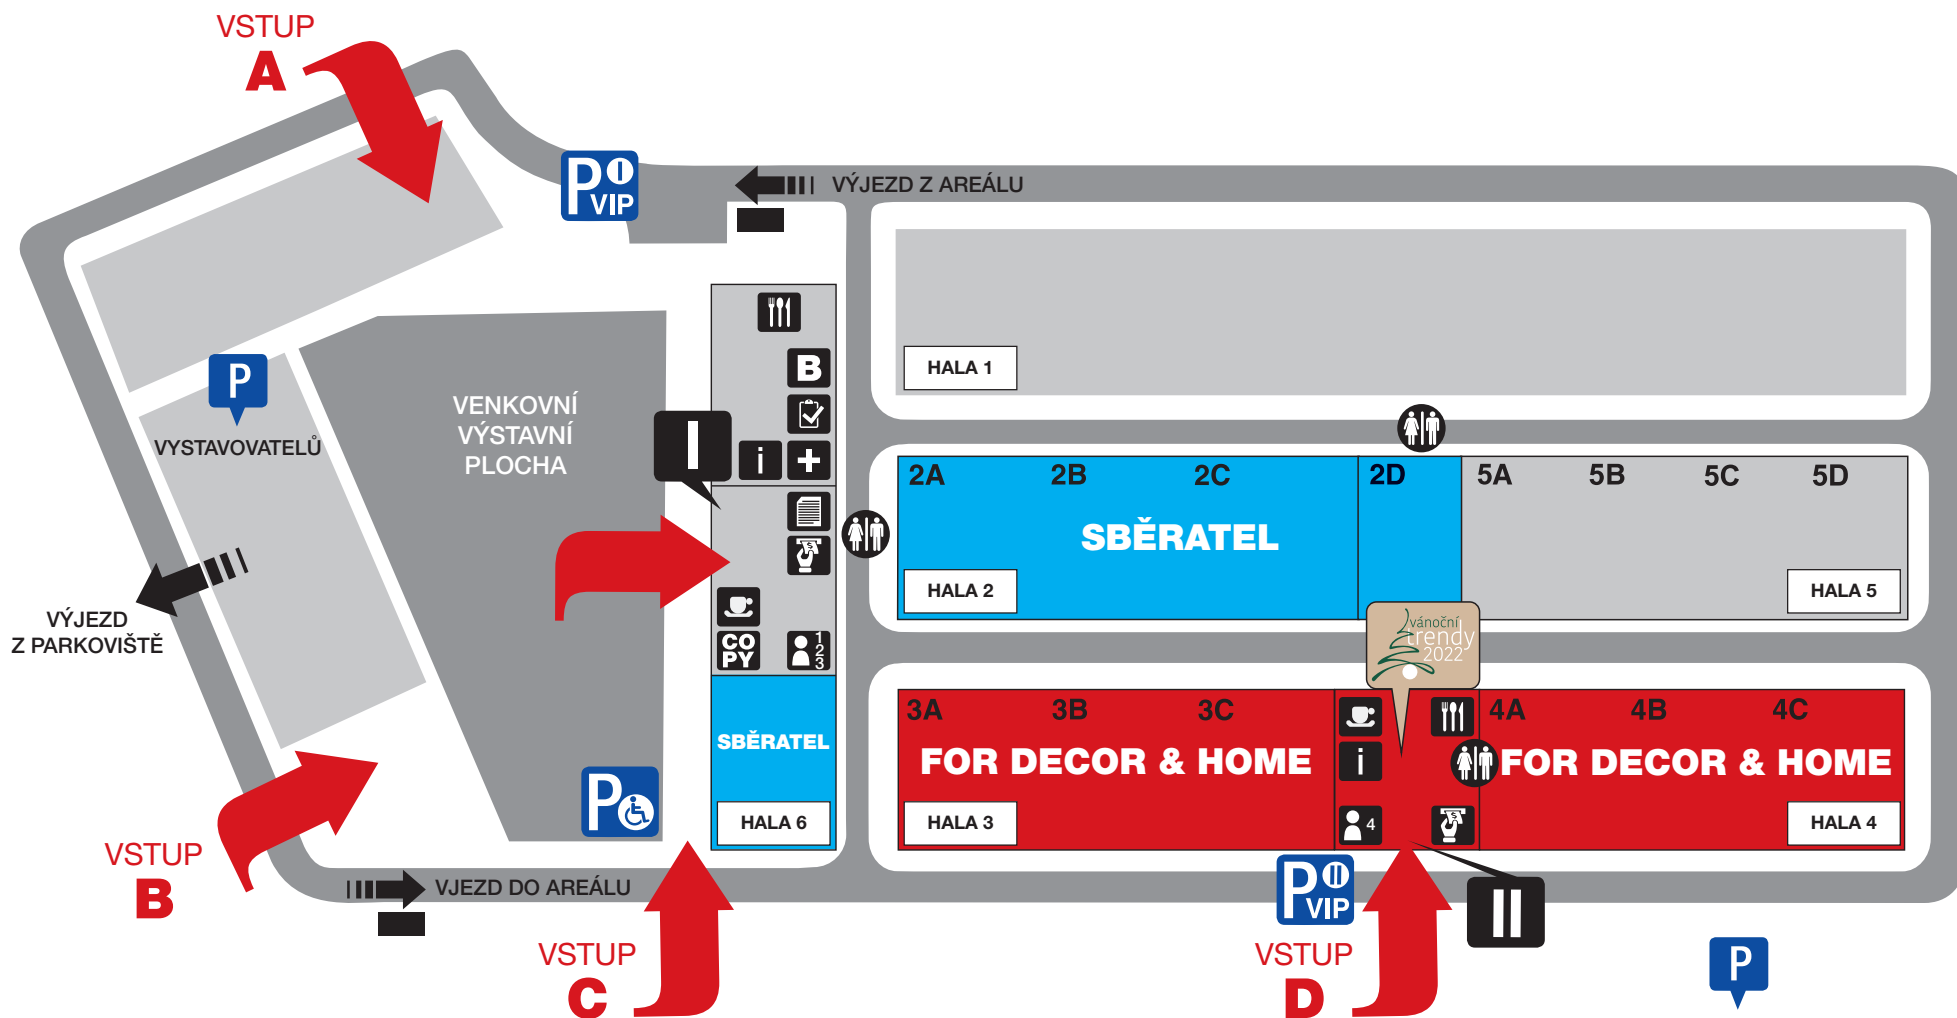 VSTUP
A
P VIP
VÝJEZD Z AREÁLU
HALA 1
B
P
VYSTAVOVATELŮ
VENKOVNÍ
VÝSTAVNÍ
PLOCHA
I
i
2A 2B 2C 2D 5A 5B 5C 5D
SBĚRATEL
HALA 2
HALA 5
VÝJEZD
Z PARKOVIŠTĚ
CO
PY
1
2
3
vánoční
trendy
2022
3A 3B 3C 4A 4B 4C
SBĚRATEL
FOR DECOR & HOME
i
FOR DECOR & HOME
P
HALA 6
HALA 3
4
HALA 4
VSTUP
B
VJEZD DO AREÁLU
P II
VIP
II
VSTUP
C
VSTUP
D
P